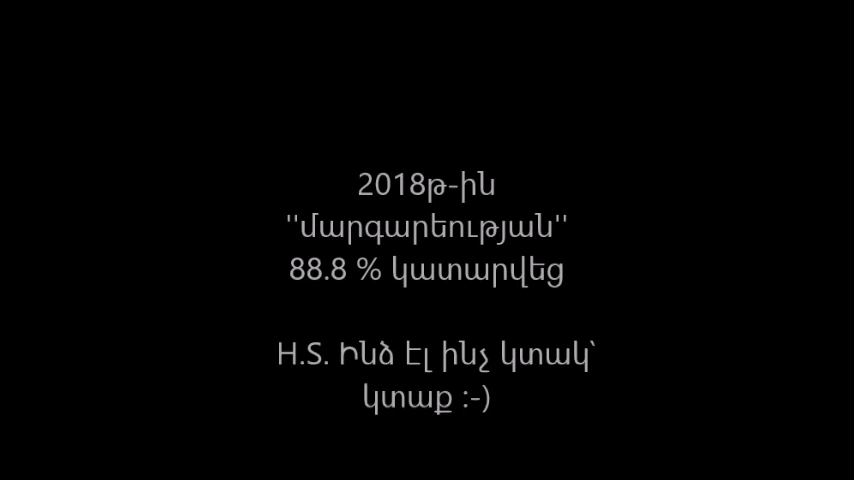 2018թ-ին
''մարգարեության''
88.8 % կատարվեց
H.S. Ինձ էլ ինչ կտակ՝
կտաք :-)